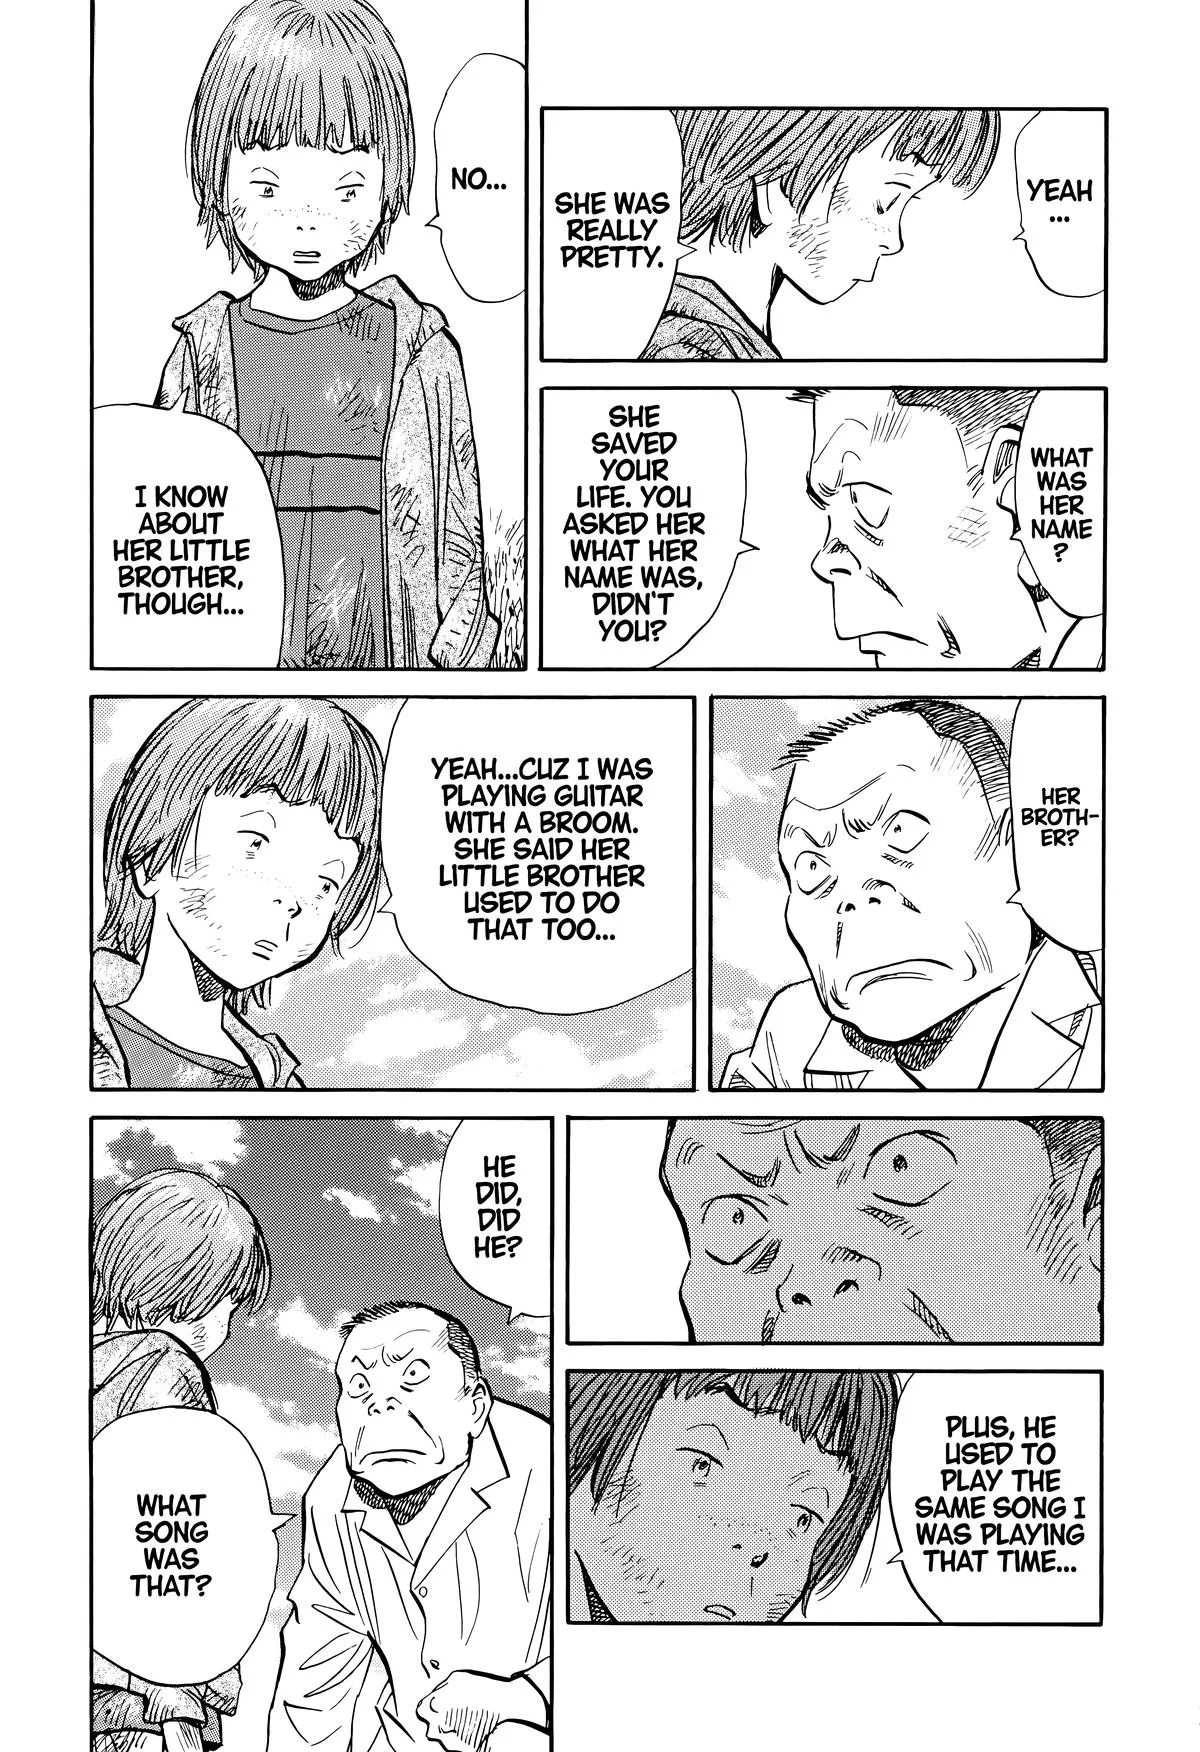 YEAH
...
SHE WAS
REALLY
PRETTY.
WHAT
WAS
HER
NAME
?
SHE
SAVED
YOUR
LIFE. YOU
ASKED HER
WHAT HER
NAME WAS,
DIDN'T
YOU?
NO...
I KNOW
ABOUT
HER LITTLE
BROTHER,
THOUGH...
HER
BROTH-
ER?
YEAH...CUZ I WAS
PLAYING GUITAR
WITH A BROOM.
SHE SAID HER
LITTLE BROTHER
USED TO DO
THAT TOO...
PLUS, HE
USED TO
PLAY THE
SAME SONG I
WAS PLAYING
THAT TIME...
HE
DID,
DID
HE?
WHAT
SONG
WAS
THAT?